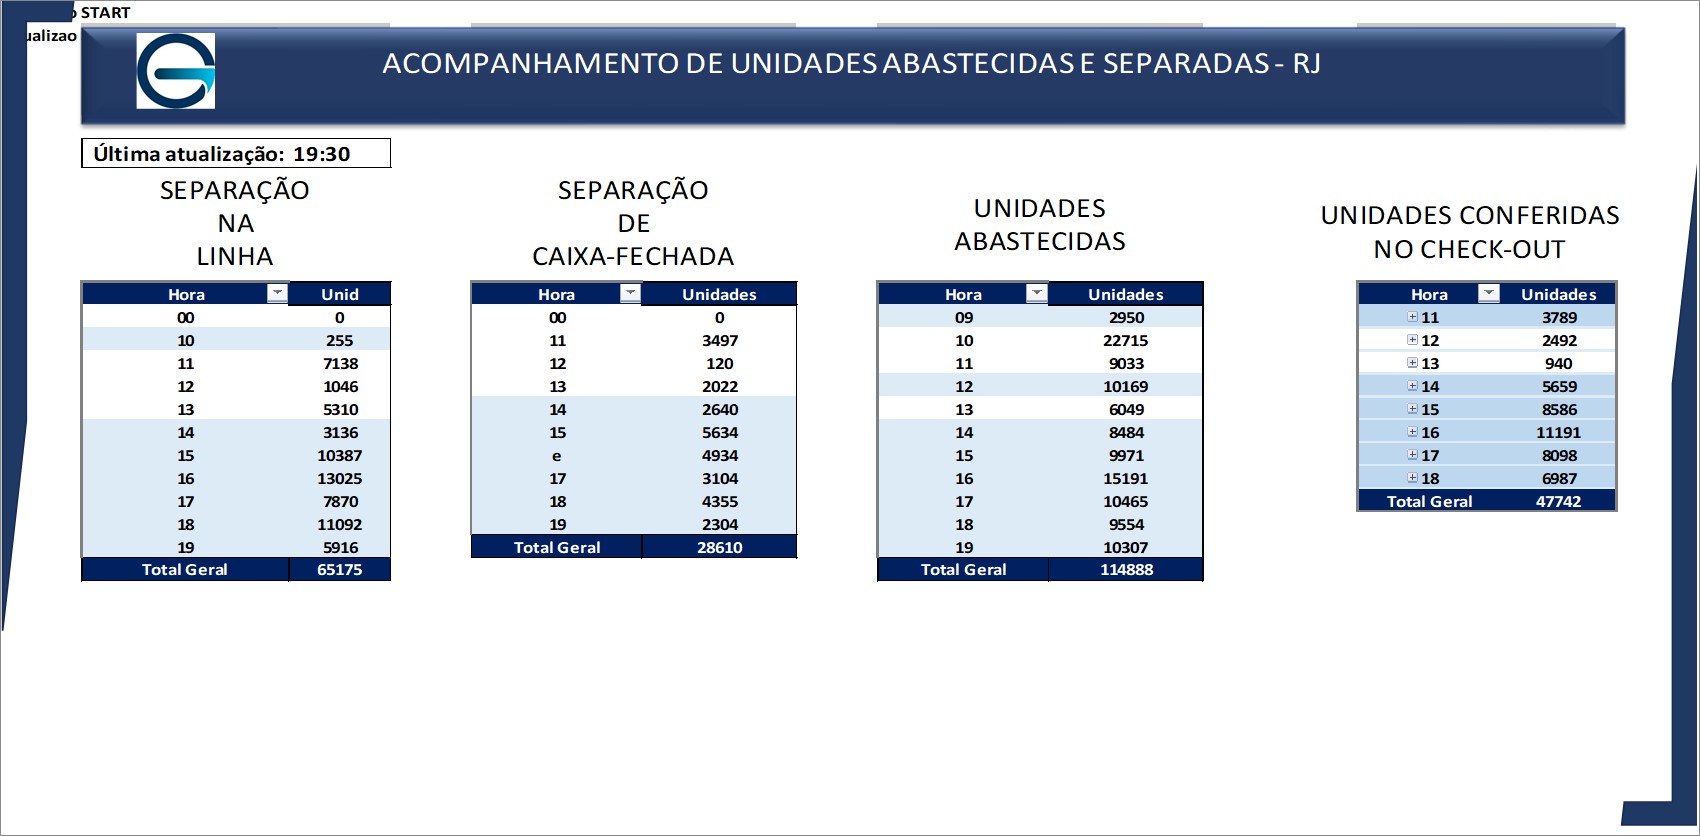 START
ualizao
ACOMPANHAMENTO DE UNIDADES ABASTECIDAS E SEPARADAS - RJ
Última atualização: 19:30
SEPARAÇÃO
NA
LINHA
Hora Unid
00 0
10 255
11 7138
12 1046
13 5310
14 3136
15 10387
16 13025
17 7870
18 11092
19 5916
Total Geral 65175
SEPARAÇÃO
DE
CAIXA-FECHADA
Hora Unidades
00 0
11 3497
12 120
13 2022
14 2640
15 5634
e 4934
17 3104
18 4355
19 2304
Total Geral 28610
UNIDADES
ABASTECIDAS
Hora Unidades
09 2950
10 22715
11 9033
12 10169
13 6049
14 8484
15 9971
16 15191
17 10465
18 9554
19 10307
Total Geral 114888
UNIDADES CONFERIDAS
NO CHECK-OUT
Hora Unidades
11 3789
12 2492
13 940
14 5659
15 8586
16 11191
17 8098
18 6987
Total Geral 47742